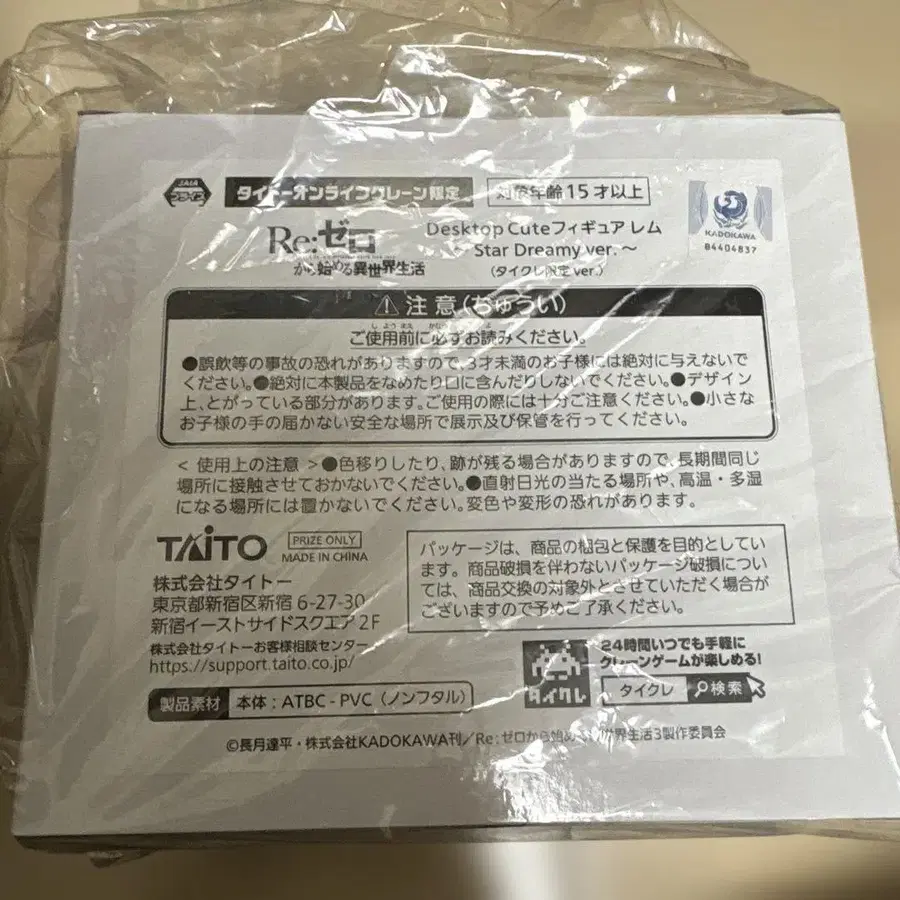 JAIA
プライズ
タイトーオンラインクレーン限定
対象年齢15才以上
KADOKAWA
B4404837
Re:ゼロ
から始める異世界生活
Desktop Cuteフィギュア レム
～Star Dreamy ver.～
(タイクレ限定 ver.)
⚠注意(ちゅうい)
ご使用前に必ずお読みください。
●誤飲等の事故の恐れがありますので、3才未満のお子様には絶対に与えないで
ください。●絶対に本製品をなめたり口に含んだりしないでください。●デザイン
上、とがっている部分があります。ご使用の際には十分ご注意ください。●小さな
お子様の手の届かない安全な場所で展示及び保管を行ってください。
< 使用上の注意 >●色移りしたり、跡が残る場合がありますので、長期間同じ
場所に接触させておかないでください。●直射日光の当たる場所や、高温・多湿
になる場所には置かないでください。変色や変形の恐れがあります。
TAITO
PRIZE ONLY
MADE IN CHINA
株式会社タイトー
東京都新宿区新宿 6-27-30
新宿イーストサイドスクエア 2F
株式会社タイトーお客様相談センター
https://support.taito.co.jp/
パッケージは、商品の梱包と保護を目的としてい
ます。商品破損を伴わないパッケージ破損につい
ては、商品交換の対象外とさせていただく場合が
ございますので予めご了承ください。
タイクレ
24時間いつでも手軽に
クレーンゲームが楽しめる!
タイクレ 検索
製品素材 本体：ATBC - PVC（ノンフタル）
©長月達平・株式会社KADOKAWA刊／Re：ゼロから始める異世界生活3製作委員会